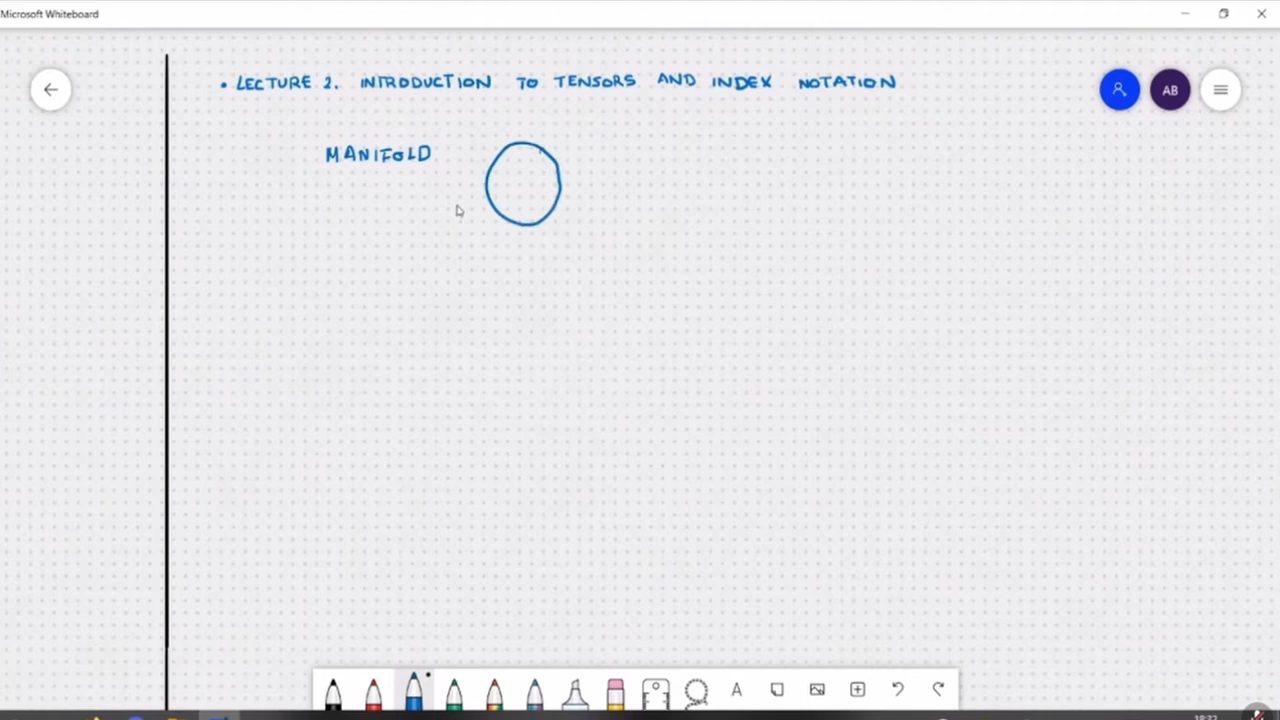 Microsoft Whiteboard
• LECTURE 2. INTRODUCTION TO TENSORS AND INDEX NOTATION
AB
MANIFOLD
A